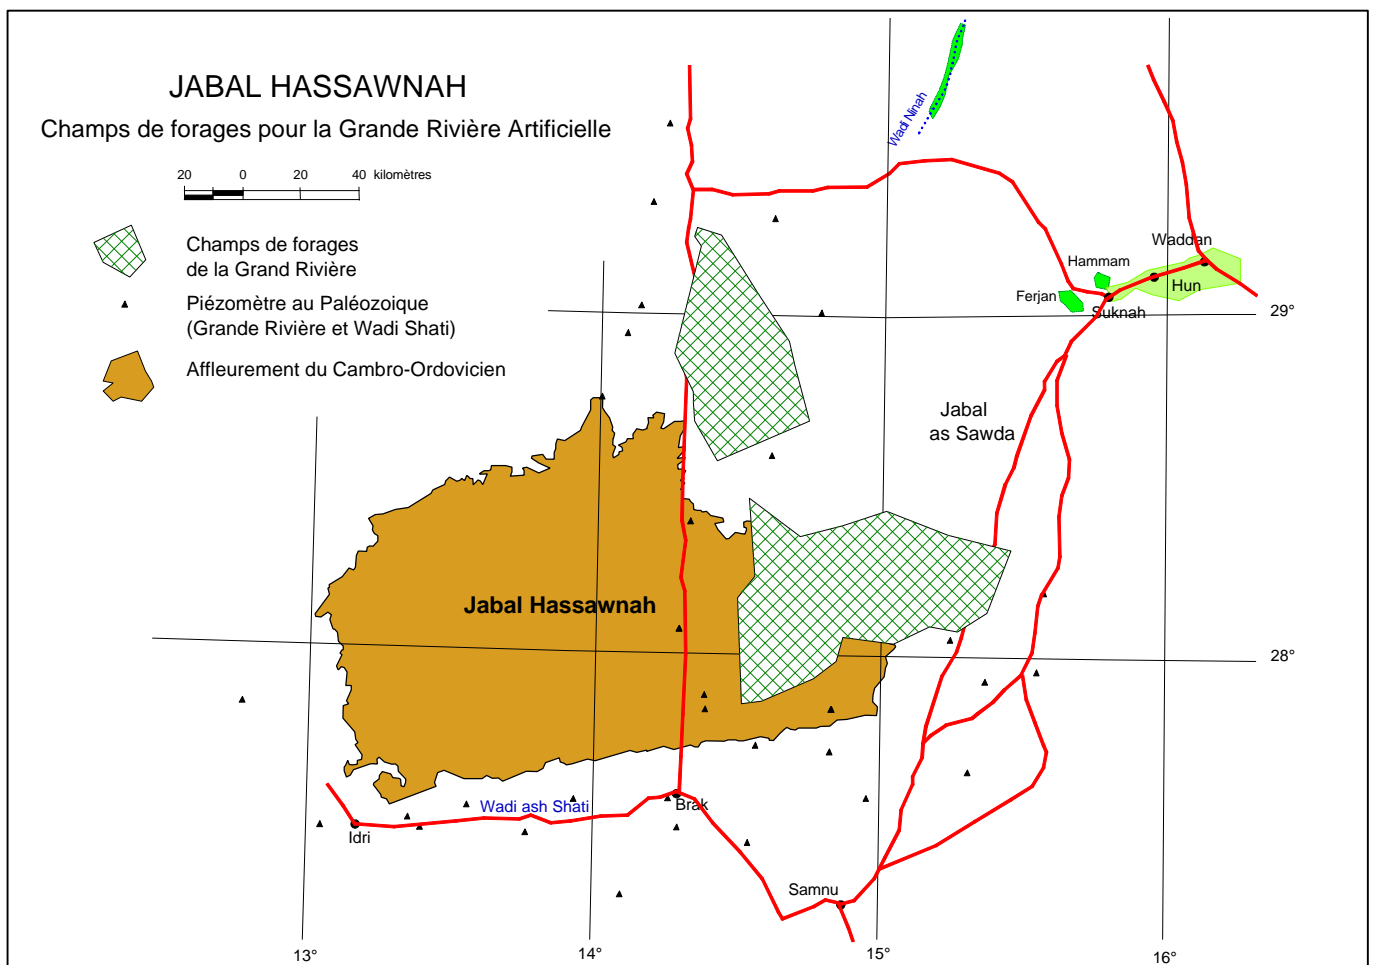 JABAL HASSAWNAH
Champs de forages pour la Grande Rivière Artificielle
20 0 20 40 kilomètres
Champs de forages
de la Grand Rivière
Piézomètre au Paléozoique
(Grande Rivière et Wadi Shati)
Affleurement du Cambro-Ordovicien
Wadi Ninah
Waddan
Hammam
Hun
Ferjan
Suknah
29°
Jabal
as Sawda
Jabal Hassawnah
28°
Wadi ash Shati
Brak
Idri
Samnu
13°
14°
15°
16°